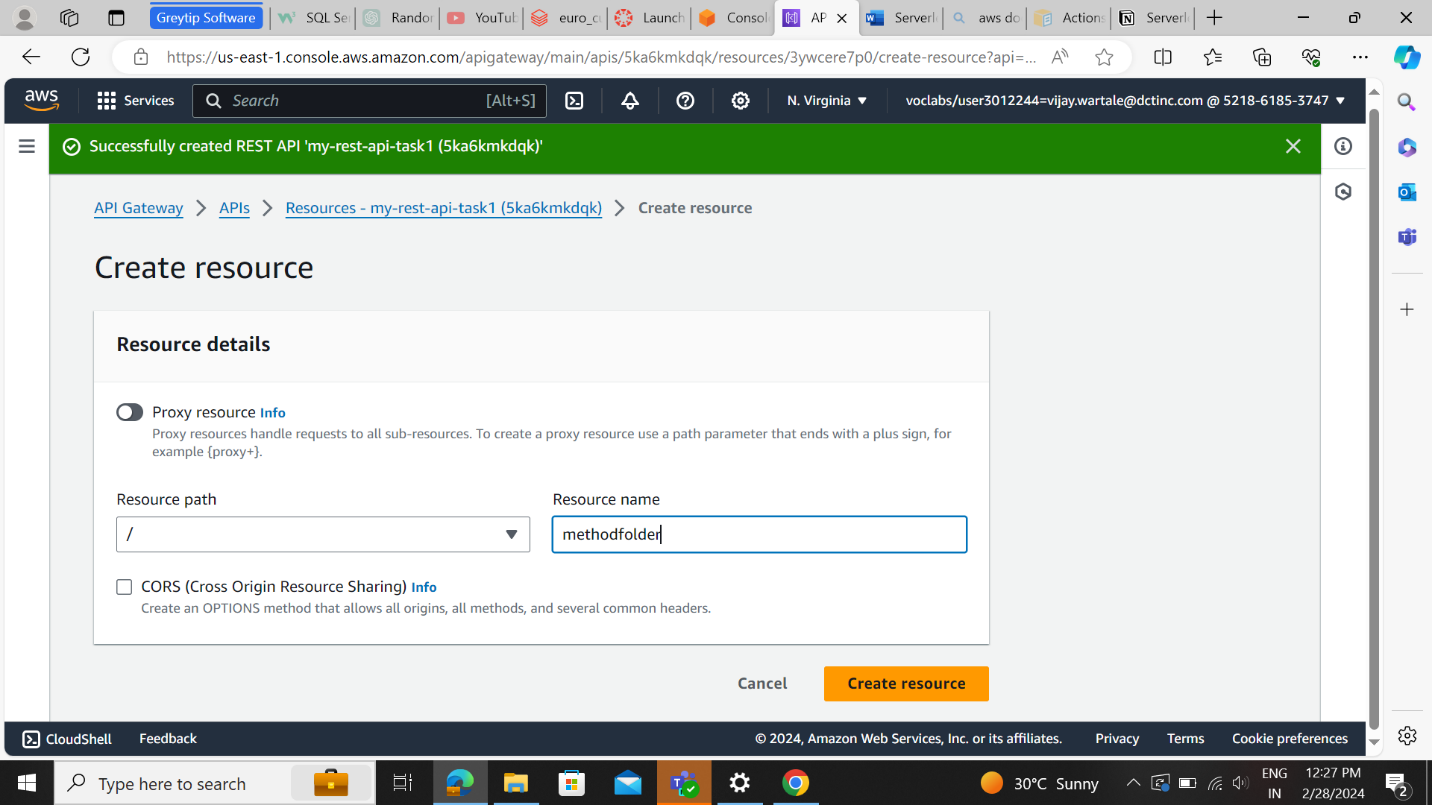 Greytip Software
SQL Se
Randor
YouTub
euro_cu
Launch
Consol
AP
Serverl
aws do
Actions
Serverl
https://us-east-1.console.aws.amazon.com/apigateway/main/apis/5ka6kmkdqk/resources/3ywcere7p0/create-resource?api=...
aws
Services
Search
[Alt+S]
N. Virginia
voclabs/user3012244=vijay.wartale@dctinc.com @ 5218-6185-3747
Successfully created REST API 'my-rest-api-task1 (5ka6kmkdqk)'
API Gateway
APIs
Resources - my-rest-api-task1 (5ka6kmkdqk)
Create resource
Create resource
Resource details
Proxy resource Info
Proxy resources handle requests to all sub-resources. To create a proxy resource use a path parameter that ends with a plus sign, for
example {proxy+}.
Resource path
Resource name
/
methodfolder
CORS (Cross Origin Resource Sharing) Info
Create an OPTIONS method that allows all origins, all methods, and several common headers.
Cancel
Create resource
CloudShell
Feedback
© 2024, Amazon Web Services, Inc. or its affiliates.
Privacy
Terms
Cookie preferences
Type here to search
30°C Sunny
ENG
IN
12:27 PM
2/28/2024
2